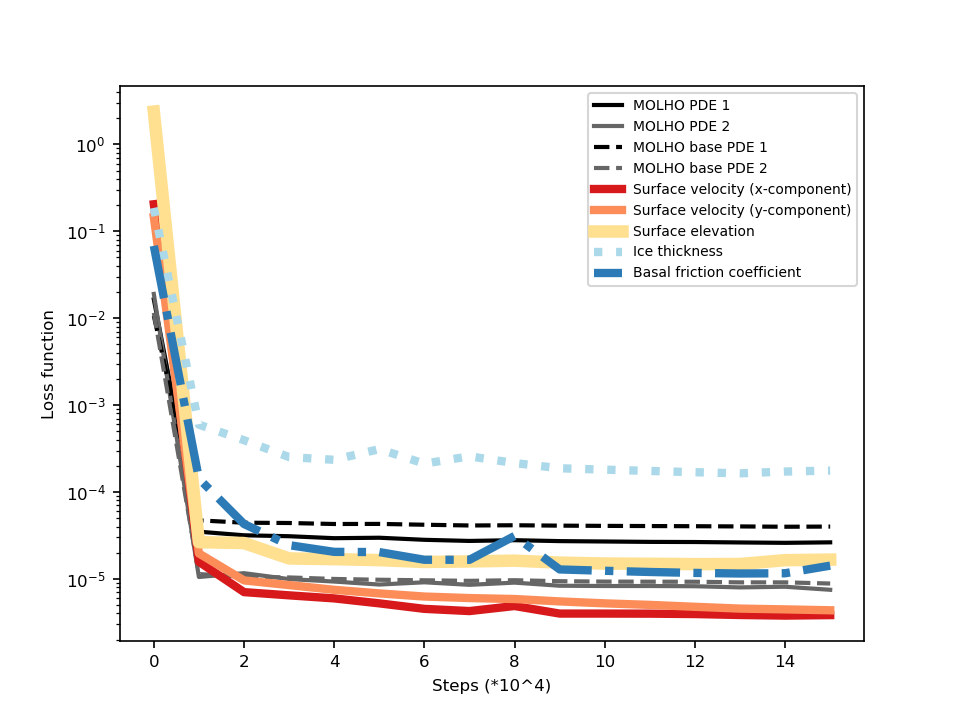 10⁰
10⁻¹
10⁻²
10⁻³
10⁻⁴
10⁻⁵
Loss function
MOLHO PDE 1
MOLHO PDE 2
MOLHO base PDE 1
MOLHO base PDE 2
Surface velocity (x-component)
Surface velocity (y-component)
Surface elevation
Ice thickness
Basal friction coefficient
0 2 4 6 8 10 12 14
Steps (*10^4)